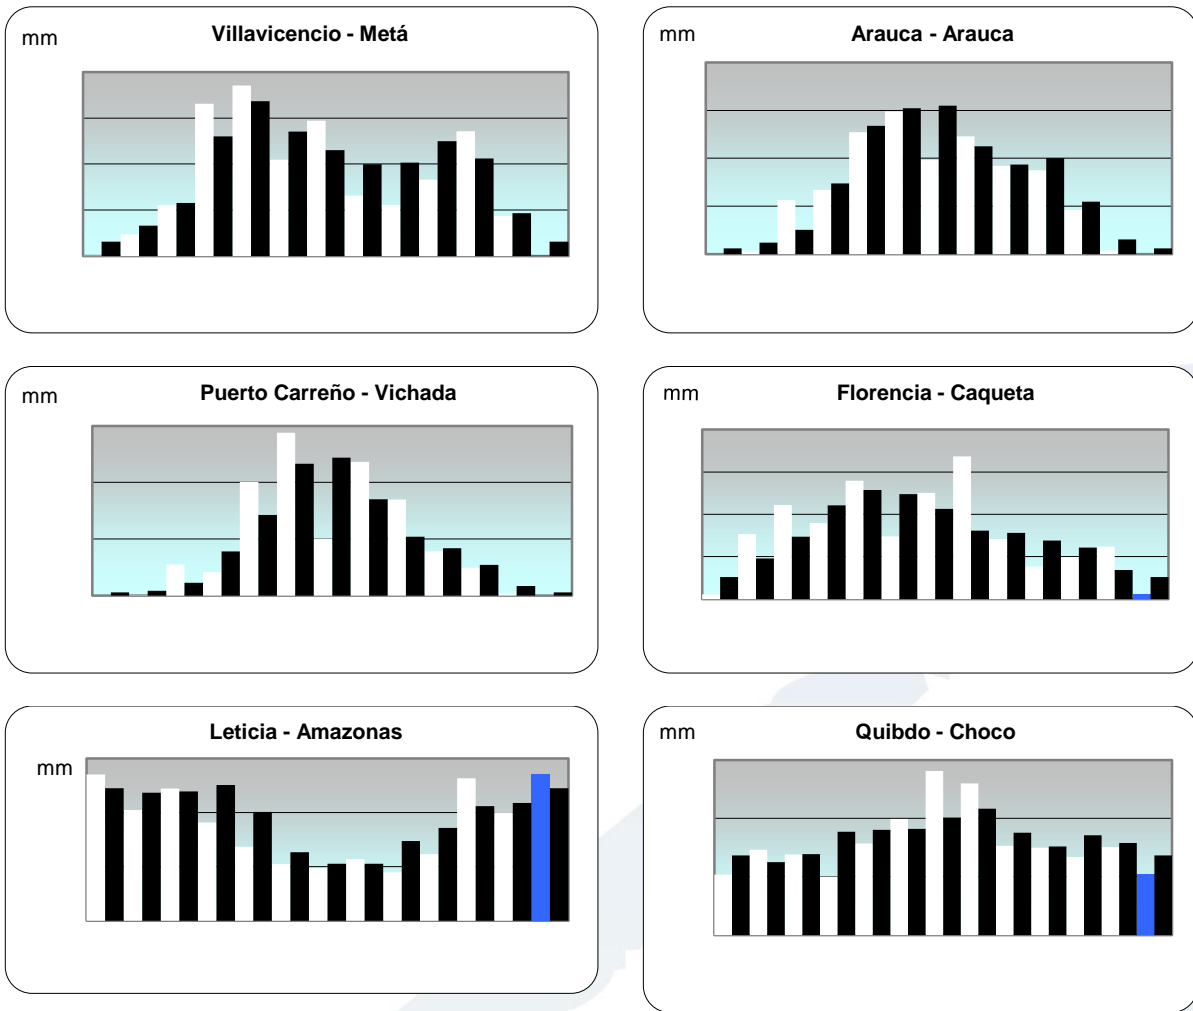 Villavicencio - Metá
mm
Arauca - Arauca
mm
Puerto Carreño - Vichada
mm
Florencia - Caqueta
mm
Leticia - Amazonas
mm
Quibdo - Choco
mm